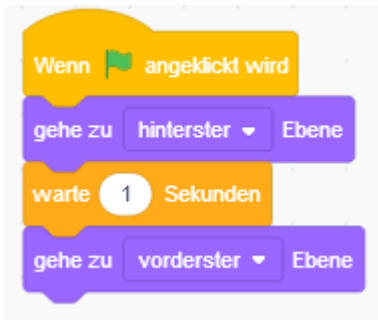 Wenn angeklickt wird
gehe zu hinterster Ebene
warte 1 Sekunden
gehe zu vorderster Ebene